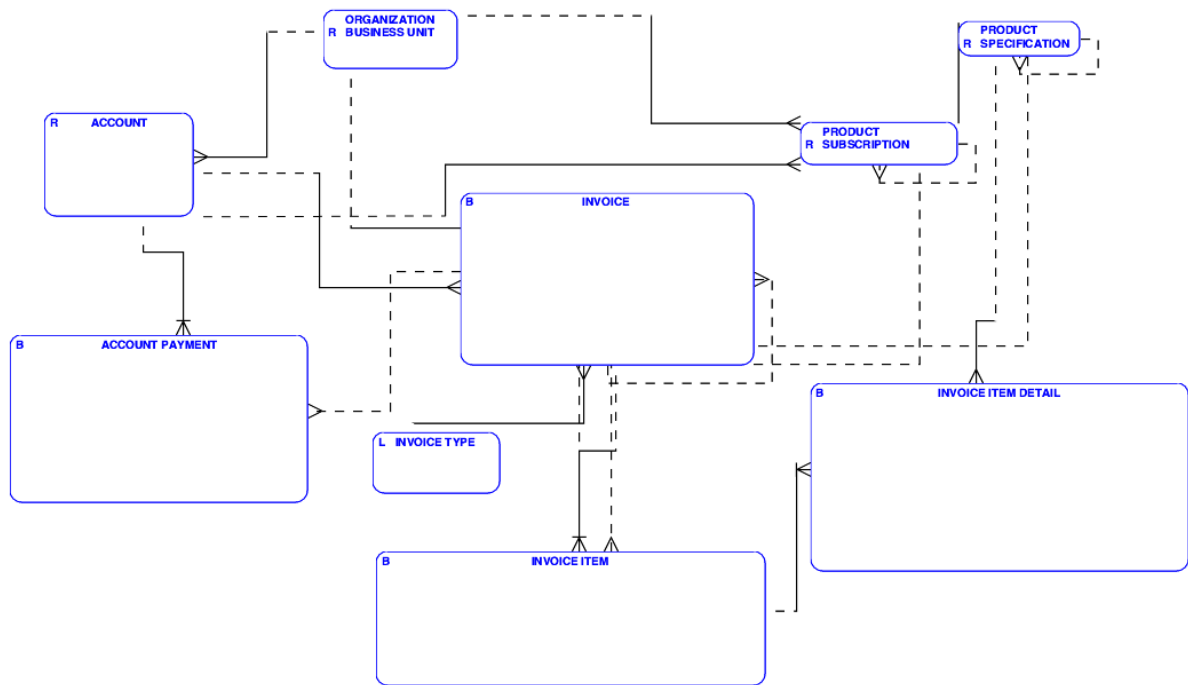 ORGANIZATION
R BUSINESS UNIT
PRODUCT
R SPECIFICATION
R ACCOUNT
PRODUCT
R SUBSCRIPTION
B INVOICE
B ACCOUNT PAYMENT
B INVOICE ITEM DETAIL
L INVOICE TYPE
B INVOICE ITEM